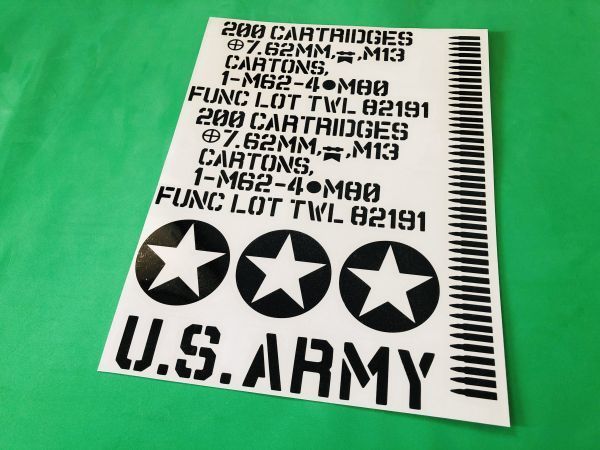 200 CARTRIDGES
7.62MM, ,M13
CARTONS,
1-M62-4●M80
FUNC LOT TWL 82191
200 CARTRIDGES
7.62MM, ,M13
CARTONS,
1-M62-4●M80
FUNC LOT TWL 82191
U.S. ARMY